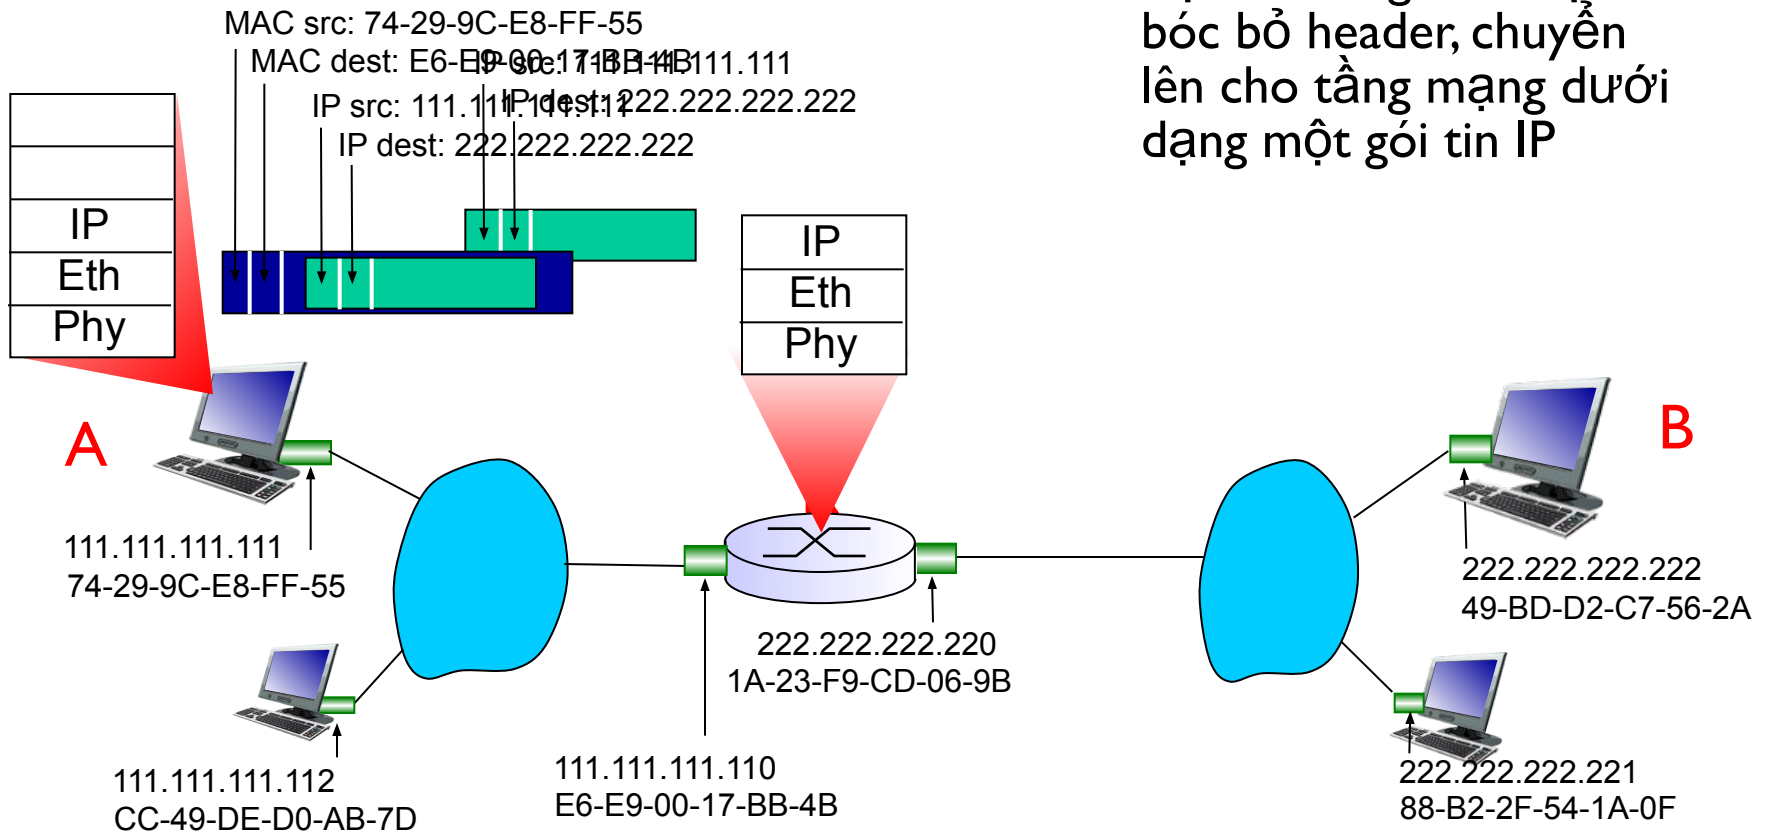 MAC src: 74-29-9C-E8-FF-55
MAC dest: E6-E9-00-17-BB-4B
IP src: 111.111.111.111
IP dest: 222.222.222.222
IP src: 111.111.111.111
IP dest: 222.222.222.222
bóc bỏ header, chuyển
lên cho tầng mạng dưới
dạng một gói tin IP
IP
Eth
Phy
IP
Eth
Phy
A
B
111.111.111.111
74-29-9C-E8-FF-55
111.111.111.112
CC-49-DE-D0-AB-7D
111.111.111.110
E6-E9-00-17-BB-4B
222.222.222.220
1A-23-F9-CD-06-9B
222.222.222.222
49-BD-D2-C7-56-2A
222.222.222.221
88-B2-2F-54-1A-0F